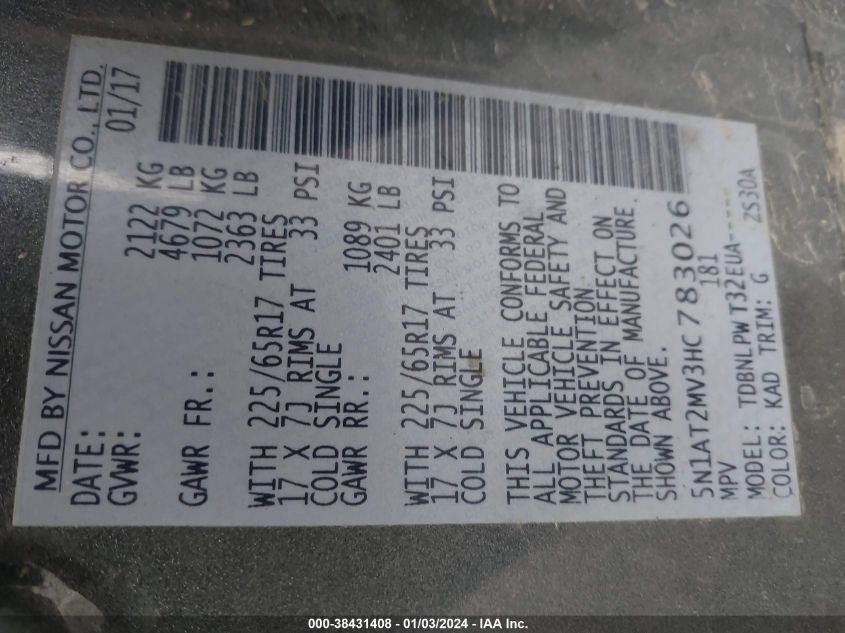 MFD BY NISSAN MOTOR CO., LTD.
DATE: 01/17
GVWR: 2122 KG
4679 LB
GAWR FR.: 1072 KG
2363 LB
WITH 225/65R17 TIRES
17 X 7J RIMS AT 33 PSI
COLD SINGLE
GAWR RR.: 1089 KG
2401 LB
WITH 225/65R17 TIRES
17 X 7J RIMS AT 33 PSI
COLD SINGLE
THIS VEHICLE CONFORMS TO
ALL APPLICABLE FEDERAL
MOTOR VEHICLE SAFETY AND
THEFT PREVENTION
STANDARDS IN EFFECT ON
THE DATE OF MANUFACTURE
SHOWN ABOVE.
5N1AT2MV3HC783026
MPV 181
MODEL: TDBNLPW T32EUA-----
COLOR: KAD TRIM: G ZS30A
000-38431408 - 01/03/2024 - IAA Inc.